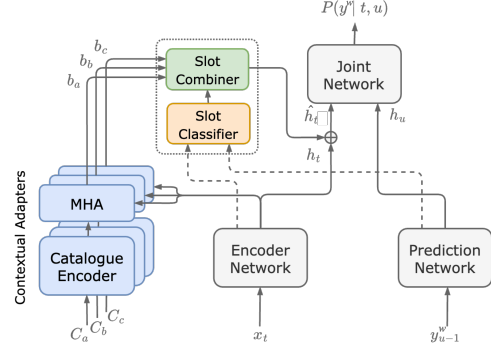 P(y^w | t, u)
b_c
b_b
b_a
Slot
Combiner
Joint
Network
Slot
Classifier
ĥ_t
h_u
h_t
Contextual Adapters
MHA
Catalogue
Encoder
Encoder
Network
Prediction
Network
C_a
C_b
C_c
x_t
y^w_{u-1}